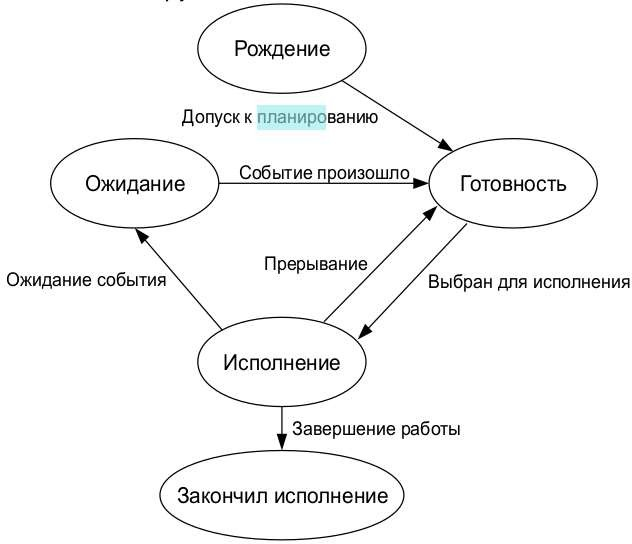 Рождение
Допуск к планированию
Ожидание
Событие произошло
Готовность
Прерывание
Ожидание события
Выбран для исполнения
Исполнение
Завершение работы
Закончил исполнение